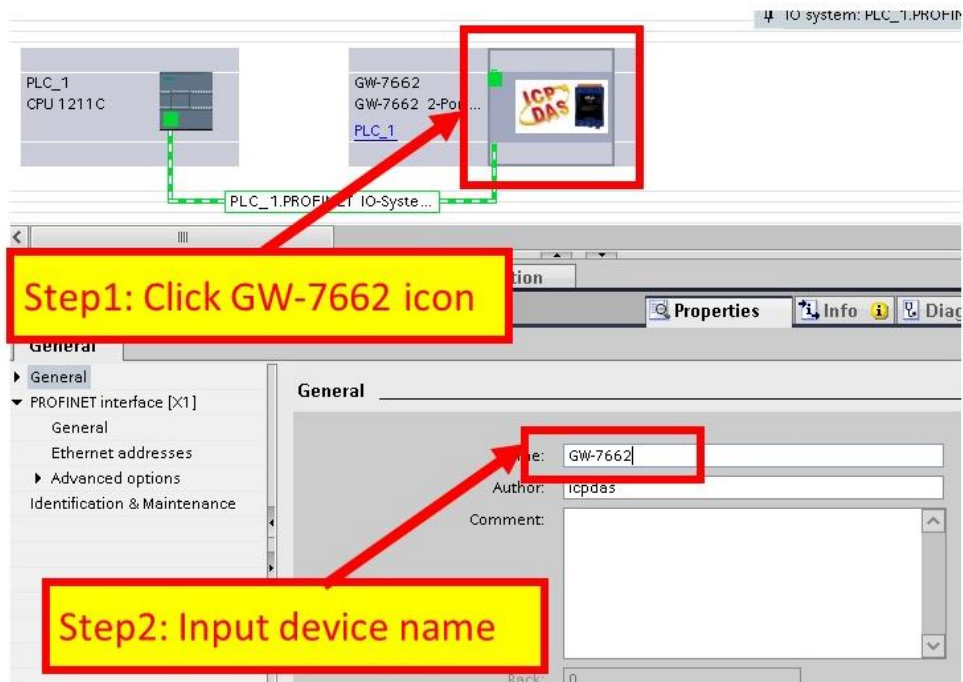 IO system: PLC_1.PROFIN
PLC_1
CPU 1211C
GW-7662
GW-7662 2-Por...
PLC_1
ICP
DAS
PLC_1.PROFINET IO-Syste...
Step1: Click GW-7662 icon
tion
Properties
Info
Diag
General
General
PROFINET interface [X1]
General
Ethernet addresses
Advanced options
Identification & Maintenance
General
me:
GW-7662
Author:
icpdas
Comment:
Step2: Input device name
Rack:
0